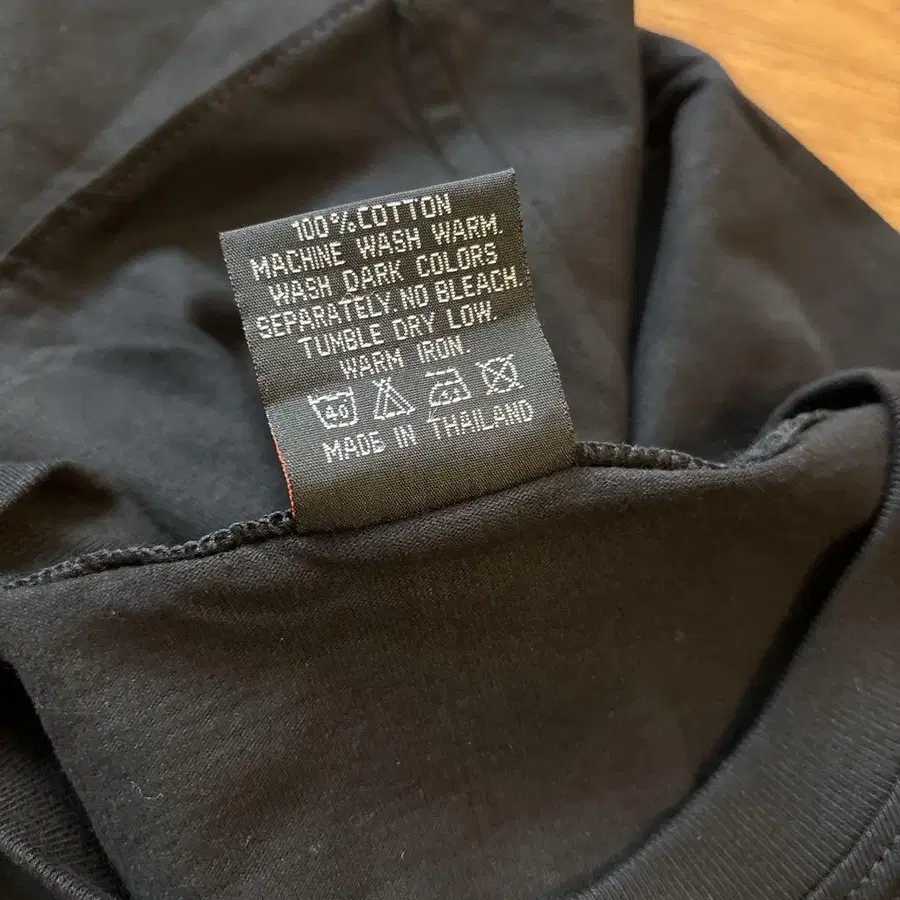 100% COTTON
MACHINE WASH WARM.
WASH DARK COLORS
SEPARATELY. NO BLEACH.
TUMBLE DRY LOW.
WARM IRON.
40
MADE IN THAILAND